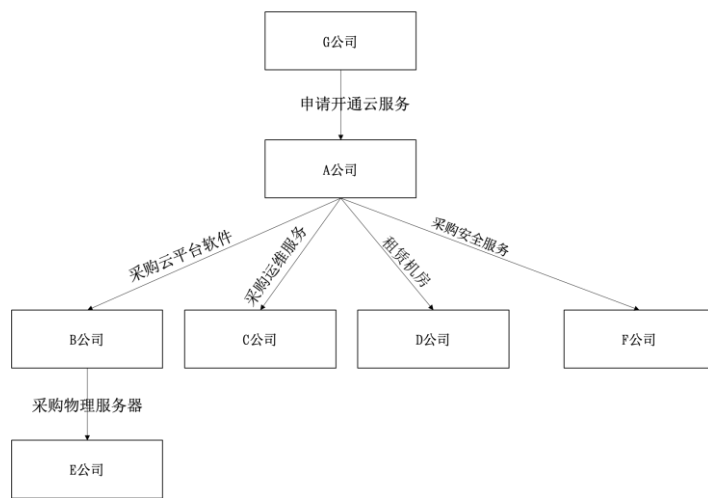 G公司
申请开通云服务
A公司
采购云平台软件
采购运维服务
租赁机房
采购安全服务
B公司
C公司
D公司
F公司
采购物理服务器
E公司